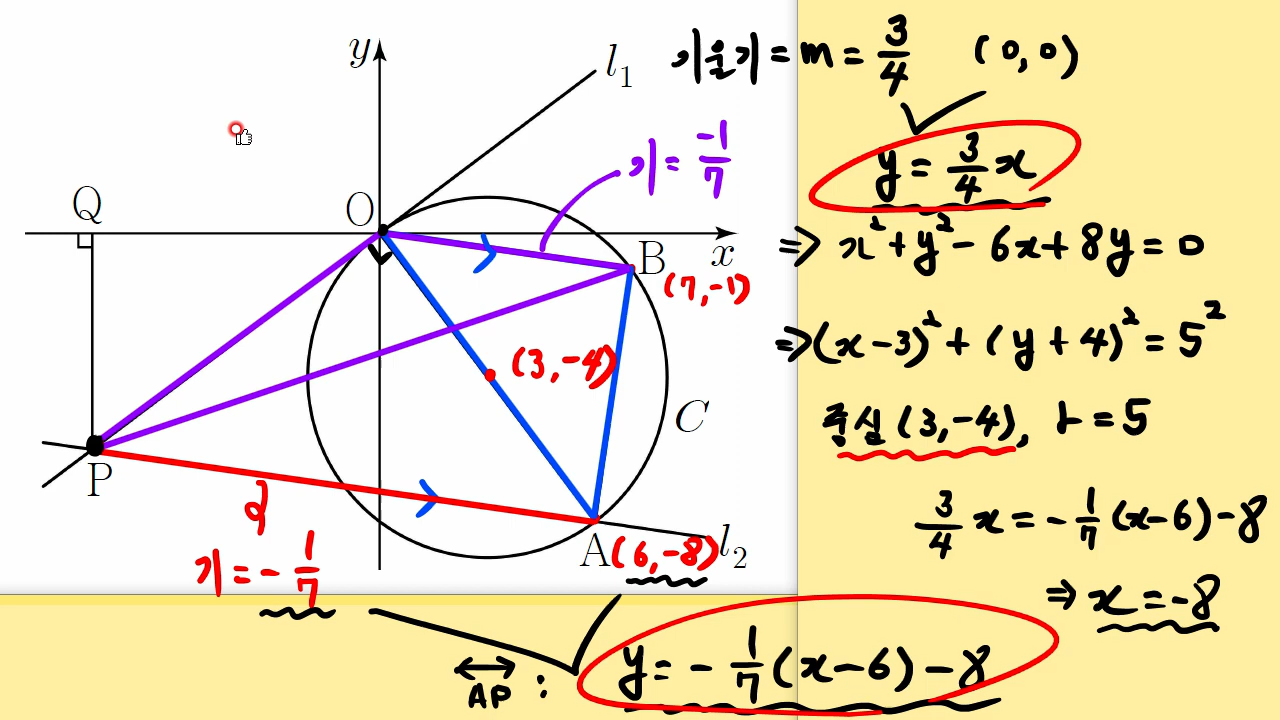 y
l₁
기울기 = m = 3/4 (0, 0)
기 = -1/7
y = 3/4 x
Q
O
x
B
(7, -1)
⇒ x² + y² - 6x + 8y = 0
⇒ (x - 3)² + (y + 4)² = 5²
(3, -4)
C
중심 (3, -4), r = 5
P
3/4 x = - 1/7 (x - 6) - 8
A (6, -8)
l₂
기 = - 1/7
⇒ x = -8
AP : y = - 1/7 (x - 6) - 8